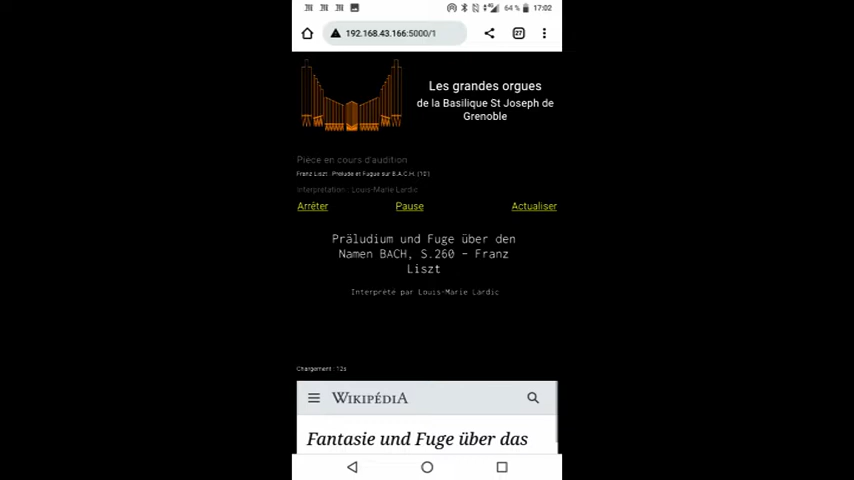 64 % 17:02
192.168.43.166:5000/1
27
Les grandes orgues
de la Basilique St Joseph de
Grenoble
Pièce en cours d'audition
Franz Liszt : Prélude et Fugue sur B.A.C.H. (10')
Interprétation : Louis-Marie Lardic
Arrêter Pause Actualiser
Präludium und Fuge über den
Namen BACH, S.260 – Franz
Liszt
Interprété par Louis-Marie Lardic
Chargement : 12s
WIKIPÉDIA
Fantasie und Fuge über das